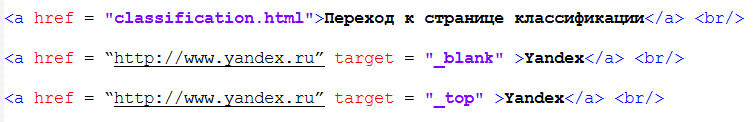 <a href = "classification.html">Переход к странице классификации</a> <br/>
<a href = “http://www.yandex.ru” target = "_blank" >Yandex</a> <br/>
<a href = “http://www.yandex.ru” target = "_top" >Yandex</a> <br/>